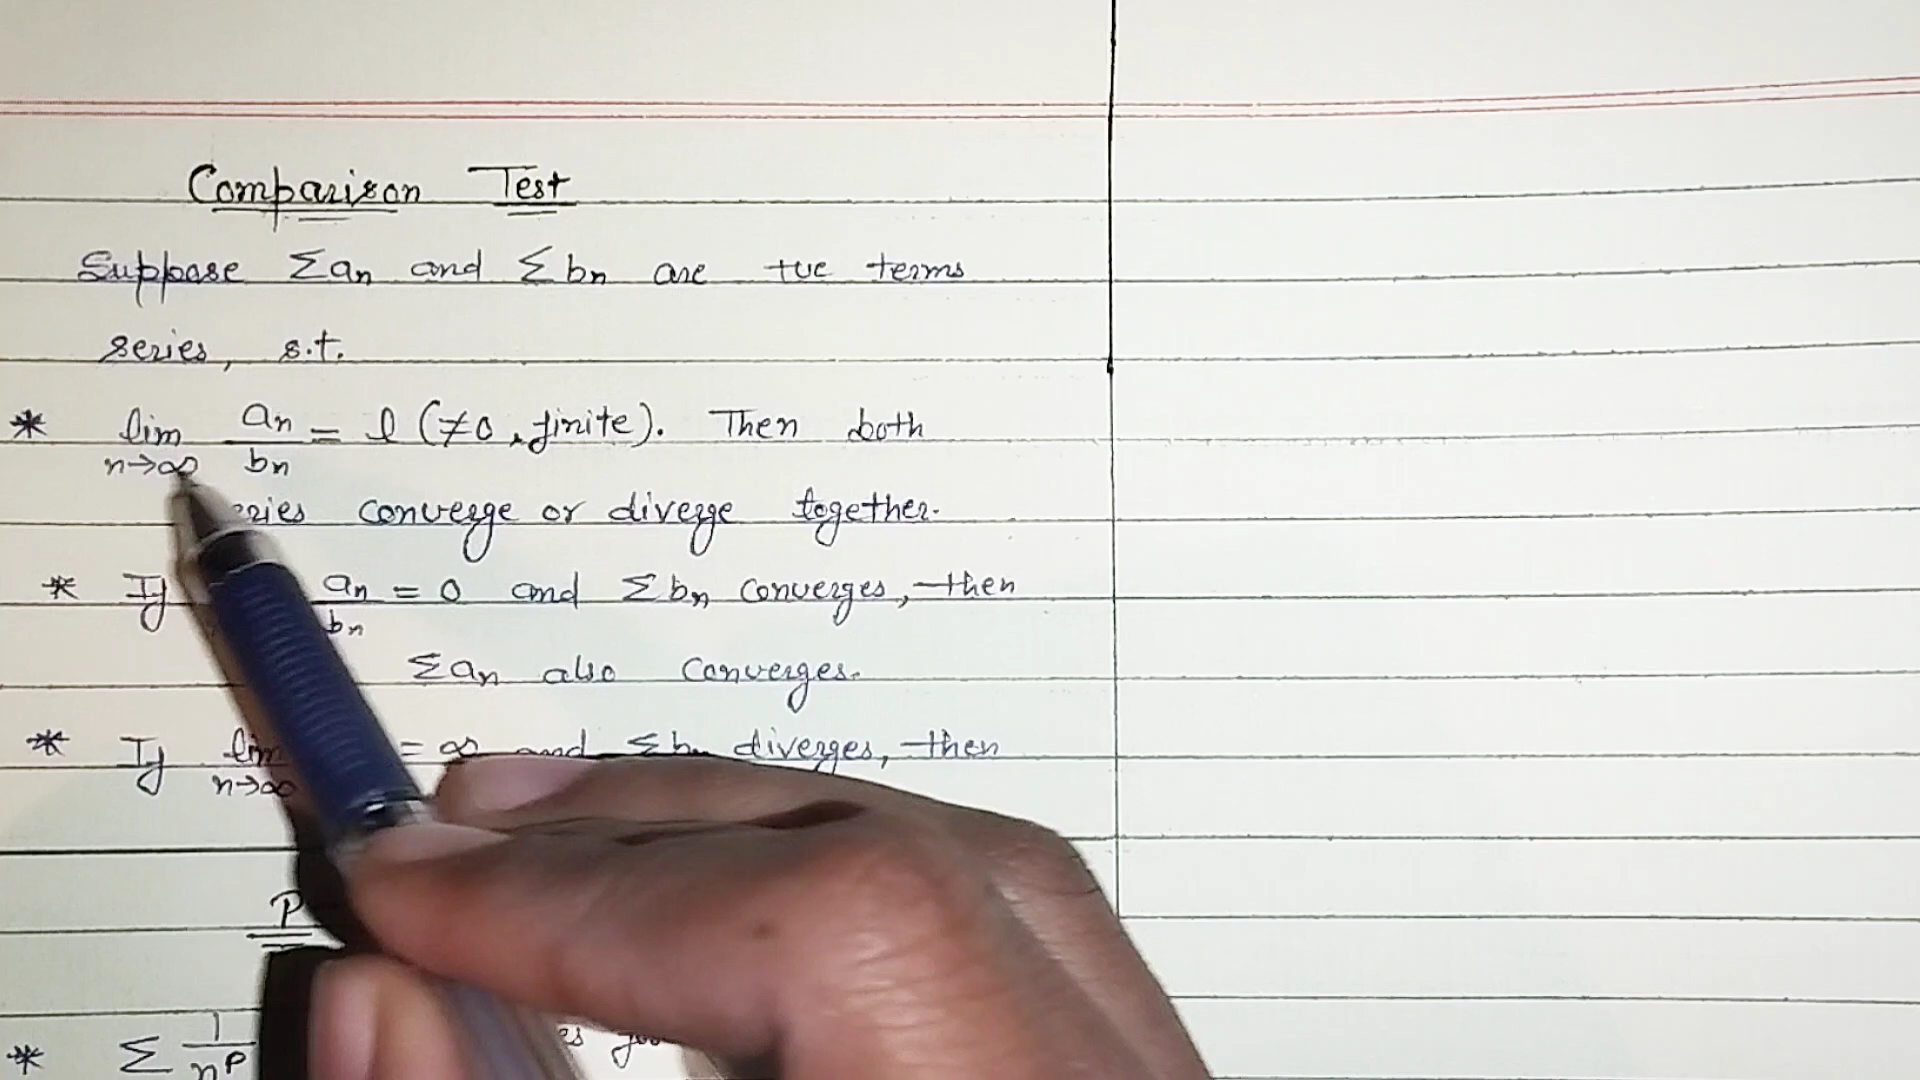 Comparison Test
Suppose Σan and Σbn are +ve terms
series, s.t.
* lim n→∞ an/bn = l (≠0, finite). Then both
converge or diverge together.
* If an/bn = 0 and Σbn converges, then
Σan also converges.
* If lim n→∞ = ∞ and Σbn diverges, then
P
* Σ 1/n^P